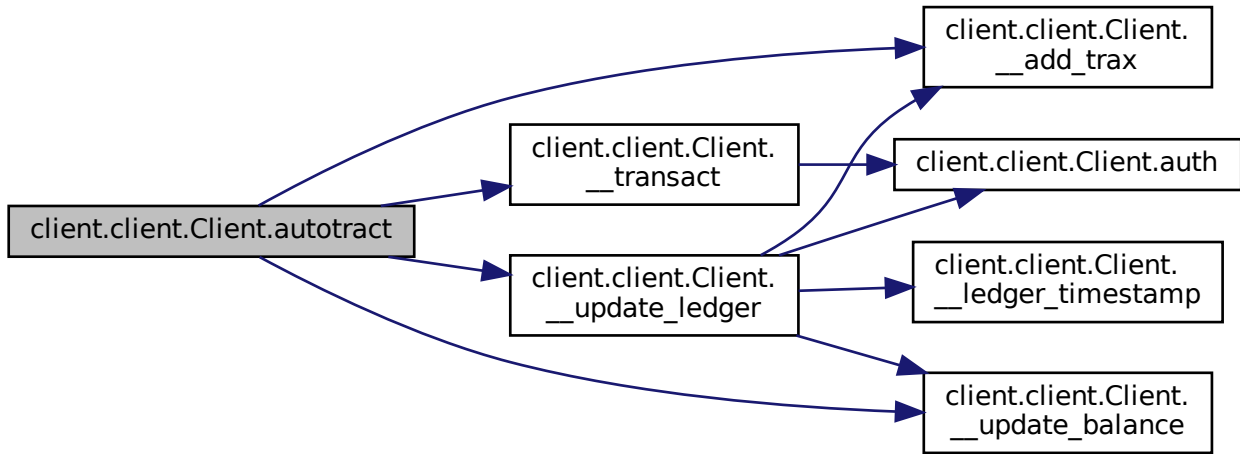 client.client.Client.autotract
client.client.Client.
__transact
client.client.Client.
__update_ledger
client.client.Client.
__add_trax
client.client.Client.auth
client.client.Client.
__ledger_timestamp
client.client.Client.
__update_balance